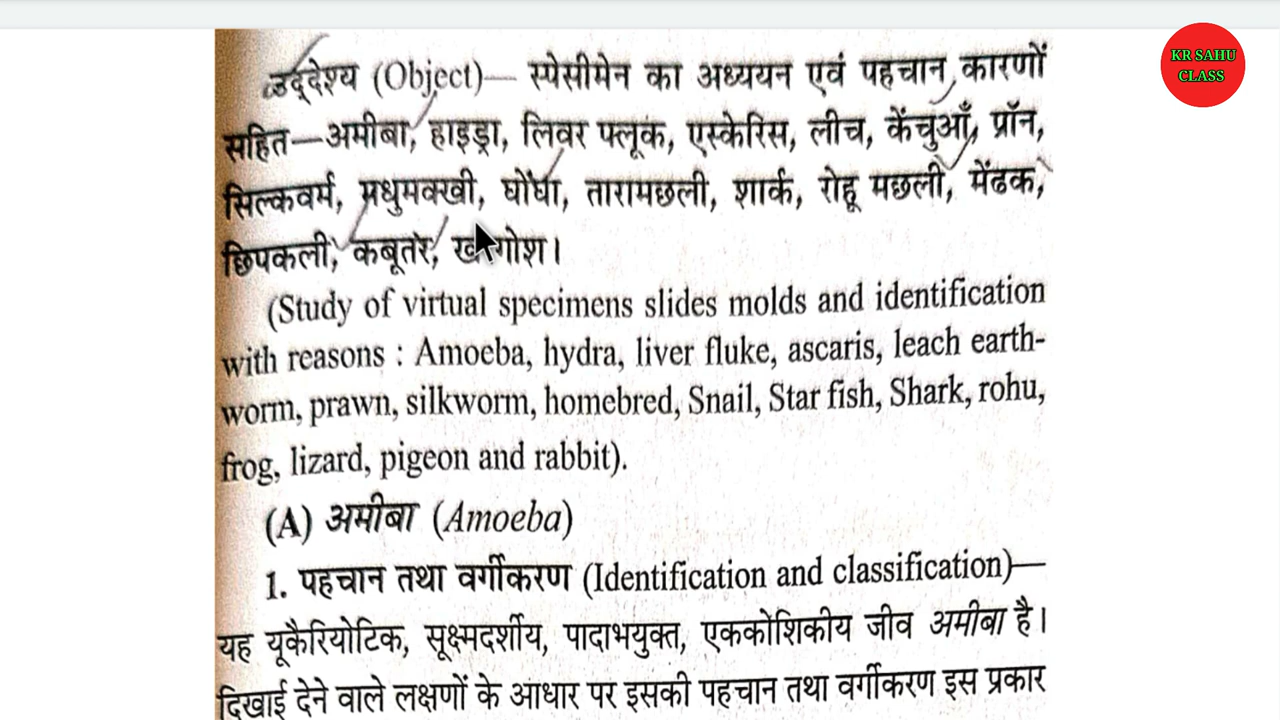 उद्देश्य (Object)— स्पेसीमेन का अध्ययन एवं पहचान कारणों
सहित—अमीबा, हाइड्रा, लिवर फ्लूक, एस्केरिस, लीच, केंचुआँ, प्रॉन,
सिल्कवर्म, मधुमक्खी, घोंघा, तारामछली, शार्क, रोहू मछली, मेंढक,
छिपकली, कबूतर, खरगोश।
(Study of virtual specimens slides molds and identification
with reasons : Amoeba, hydra, liver fluke, ascaris, leach earth-
worm, prawn, silkworm, homebred, Snail, Star fish, Shark, rohu,
frog, lizard, pigeon and rabbit).
(A) अमीबा (Amoeba)
1. पहचान तथा वर्गीकरण (Identification and classification)—
यह यूकैरियोटिक, सूक्ष्मदर्शीय, पादाभयुक्त, एककोशिकीय जीव अमीबा है।
दिखाई देने वाले लक्षणों के आधार पर इसकी पहचान तथा वर्गीकरण इस प्रकार
KR SAHU
CLASS